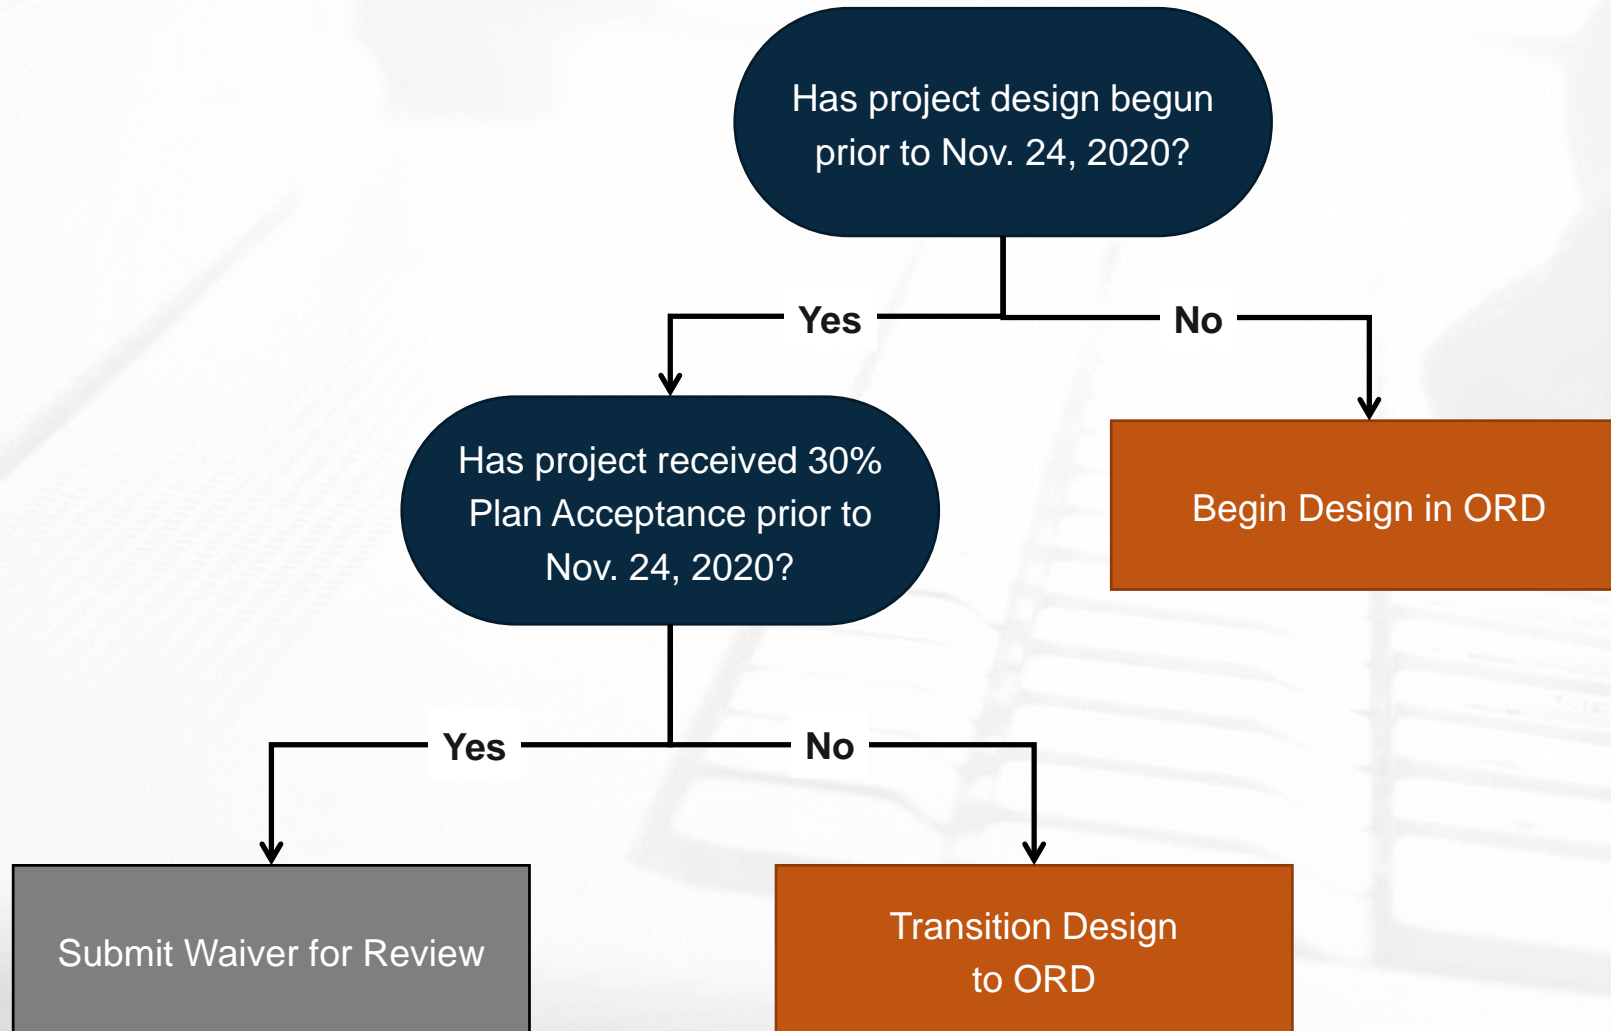 Has project design begun
prior to Nov. 24, 2020?
Yes
No
Has project received 30%
Plan Acceptance prior to
Nov. 24, 2020?
Begin Design in ORD
Yes
No
Submit Waiver for Review
Transition Design
to ORD